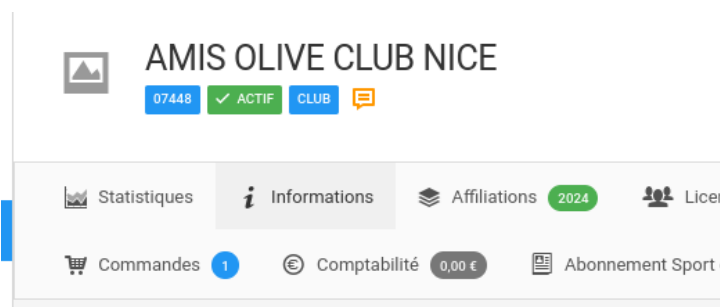 AMIS OLIVE CLUB NICE
07448 ACTIF CLUB
Statistiques Informations Affiliations 2024
Commandes 1 Comptabilité 0,00 € Abonnement Sport